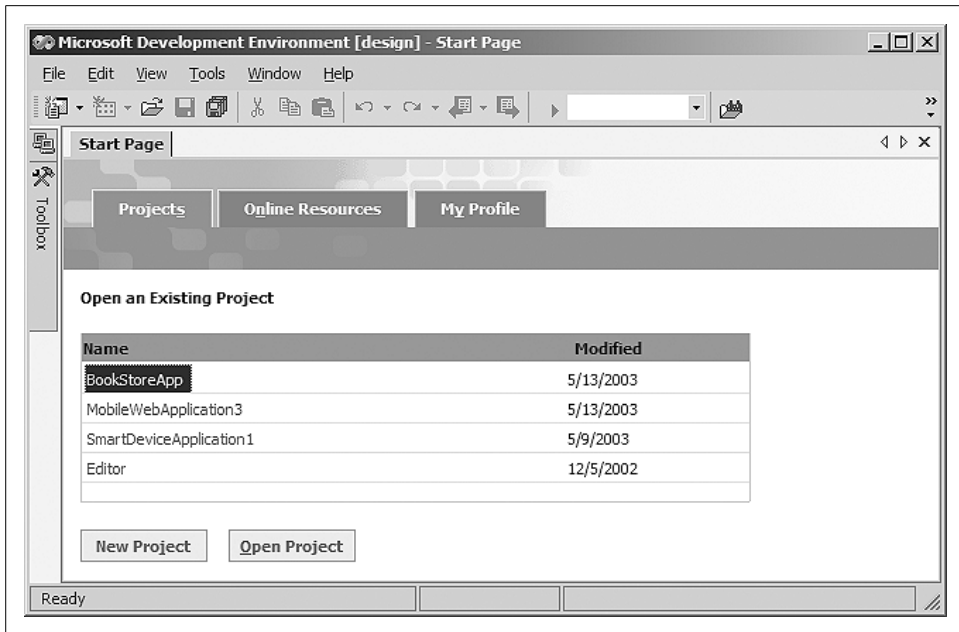 Microsoft Development Environment [design] - Start Page
File Edit View Tools Window Help
Start Page
Toolbox
Projects Online Resources My Profile
Open an Existing Project
Name Modified
BookStoreApp 5/13/2003
MobileWebApplication3 5/13/2003
SmartDeviceApplication1 5/9/2003
Editor 12/5/2002
New Project Open Project
Ready